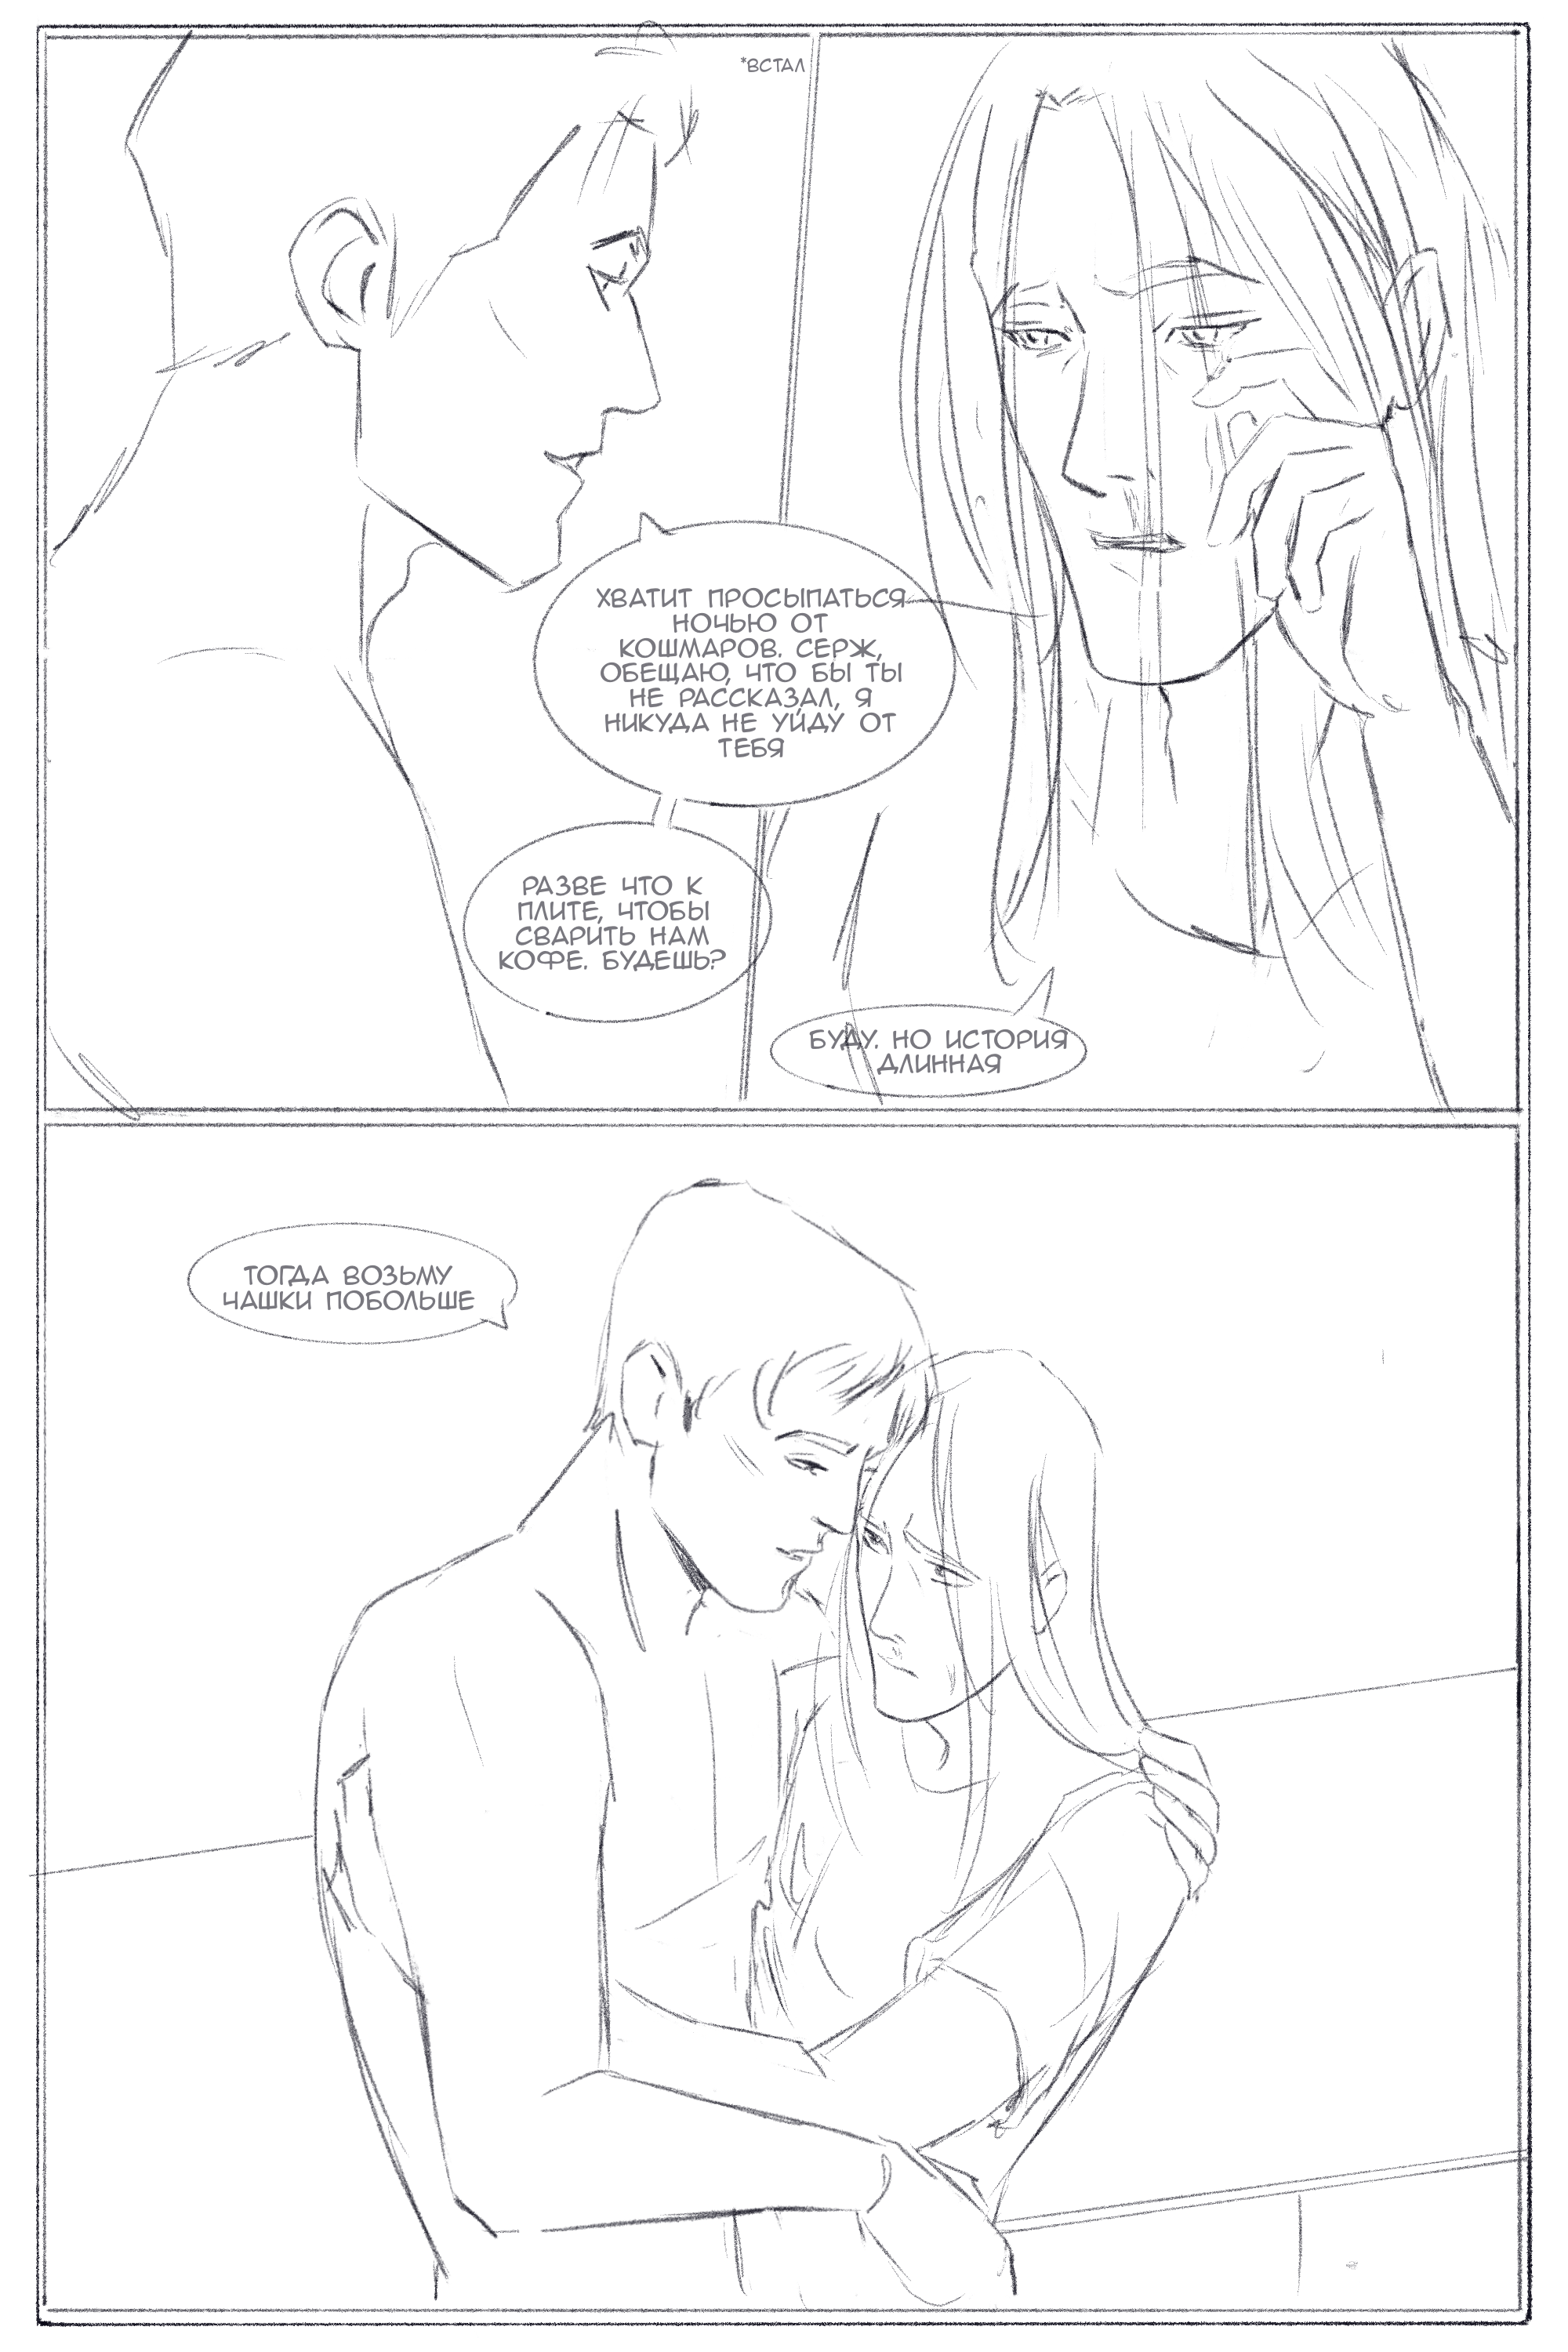 *ВСТАЛ
ХВАТИТ ПРОСЫПАТЬСЯ
НОЧЬЮ ОТ
КОШМАРОВ. СЕРЖ,
ОБЕЩАЮ, ЧТО БЫ ТЫ
НЕ РАССКАЗАЛ, Я
НИКУДА НЕ УЙДУ ОТ
ТЕБЯ
РАЗВЕ ЧТО К
ПЛИТЕ, ЧТОБЫ
СВАРИТЬ НАМ
КОФЕ. БУДЕШЬ?
БУДУ. НО ИСТОРИЯ
ДЛИННАЯ
ТОГДА ВОЗЬМУ
ЧАШКИ ПОБОЛЬШЕ